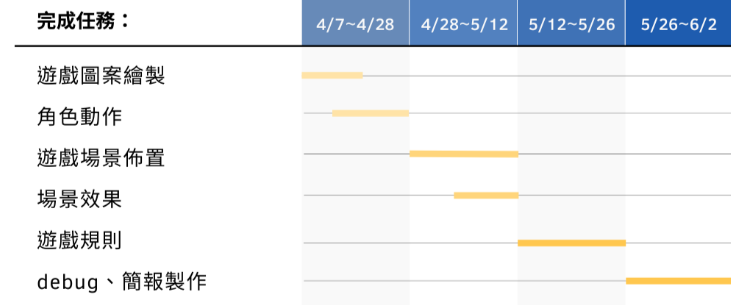 完成任務：
4/7~4/28 4/28~5/12 5/12~5/26 5/26~6/2
遊戲圖案繪製
角色動作
遊戲場景佈置
場景效果
遊戲規則
debug、簡報製作